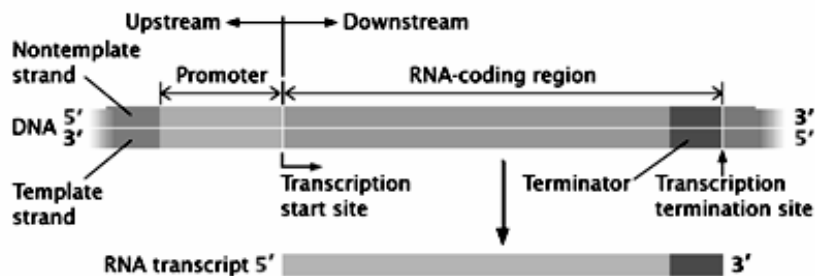 Upstream Downstream
Nontemplate strand
Promoter RNA-coding region
DNA 5′ 3′
3′ 5′
Template strand
Transcription start site
Terminator
Transcription termination site
RNA transcript 5′ 3′